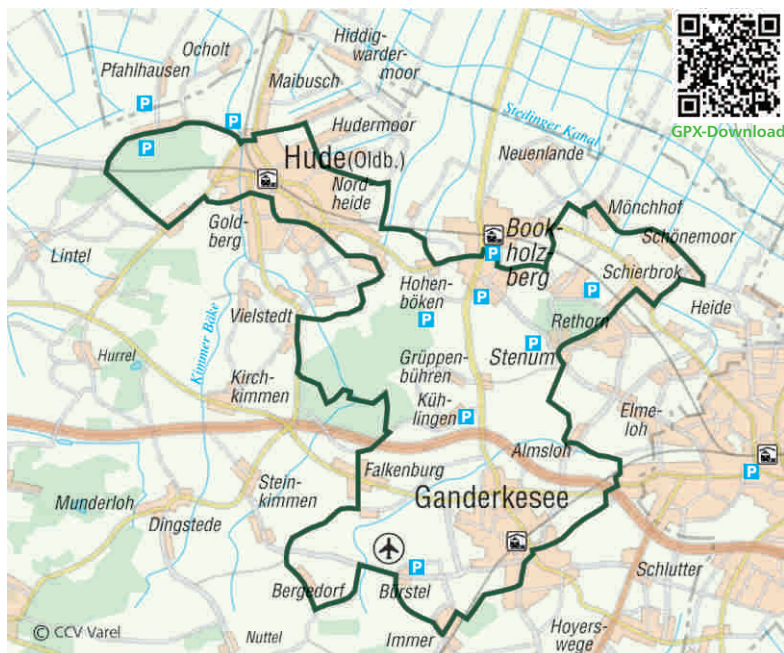 Ocholt
Pfahlhausen
Hiddig-
warder-
moor
Maibusch
GPX-Download
Stedinger Kanal
Hudermoor
Hude (Oldb.)
Neuenlande
Nord-
heide
Gold-
berg
Mönchhof
Book-
holz-
berg
Schönemoor
Lintel
Hohen-
böken
Schierbrok
Heide
Kimmer Bäke
Vielstedt
Rethorn
Hurrel
Grüppen-
bühren
Stenum
Kirch-
kimmen
Küh-
lingen
Elme-
loh
Almsloh
Falkenburg
Stein-
kimmen
Munderloh
Dingstede
Ganderkesee
Schlutter
Bergedorf
Bürstel
Hoyers-
wege
Immer
Nuttel
© CCV Varel
P
P
P
P
P
P
P
P
P
P
P